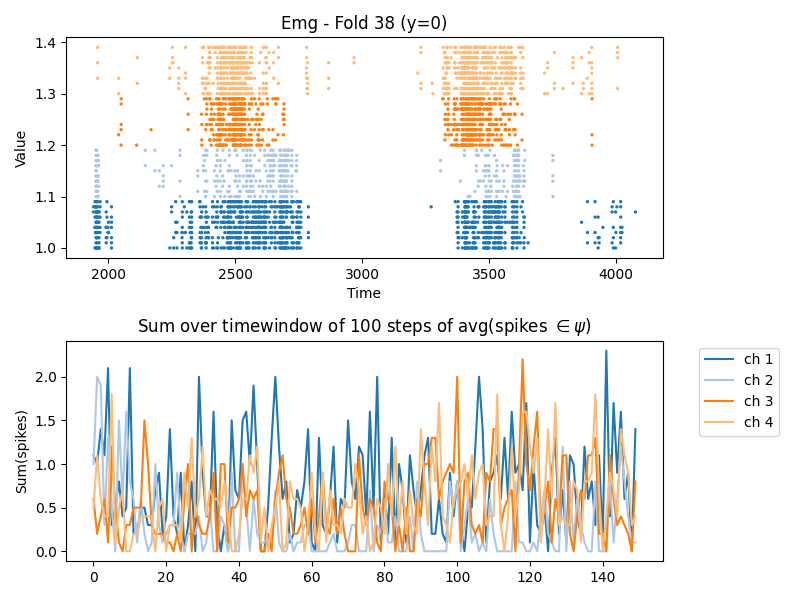 Emg - Fold 38 (y=0)
1.4
1.3
1.2
1.1
1.0
Value
2000 2500 3000 3500 4000
Time
Sum over timewindow of 100 steps of avg(spikes ∈ψ)
2.0
1.5
1.0
0.5
0.0
Sum(spikes)
0 20 40 60 80 100 120 140
ch 1
ch 2
ch 3
ch 4